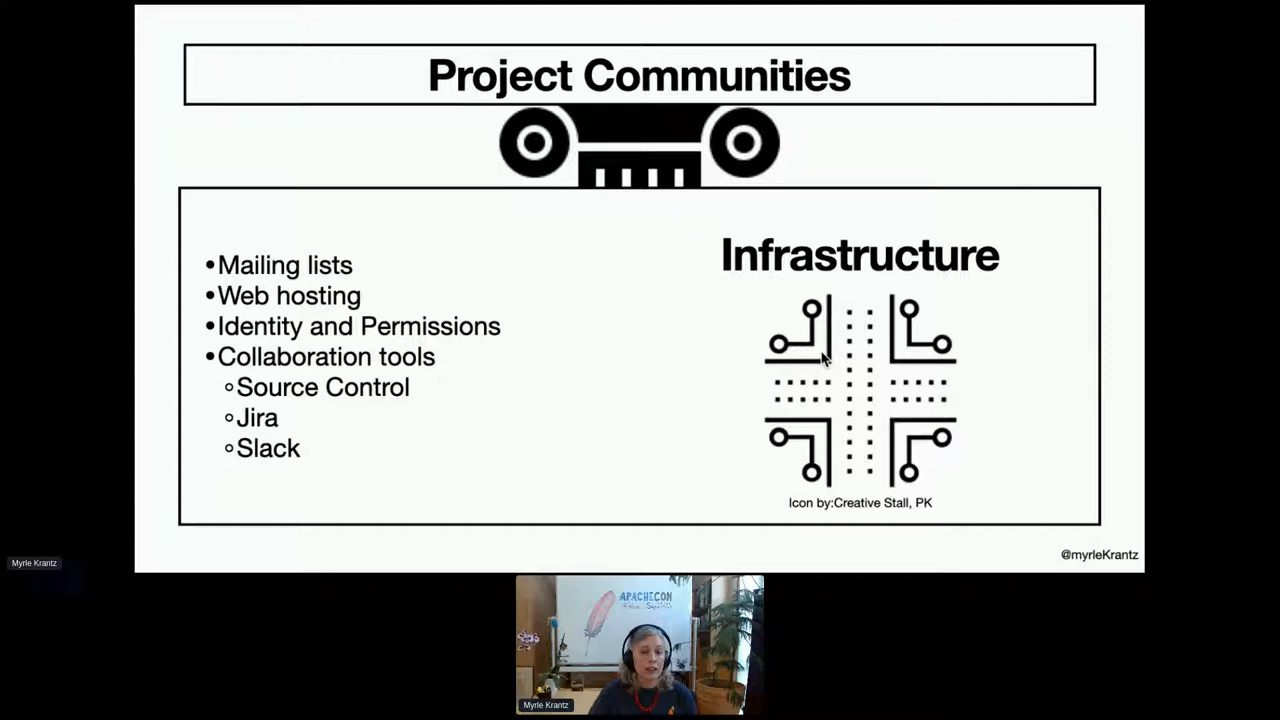 Project Communities
•Mailing lists
•Web hosting
•Identity and Permissions
•Collaboration tools
◦Source Control
◦Jira
◦Slack
Infrastructure
Icon by:Creative Stall, PK
@myrleKrantz
Myrle Krantz
APACHECON
Myrle Krantz